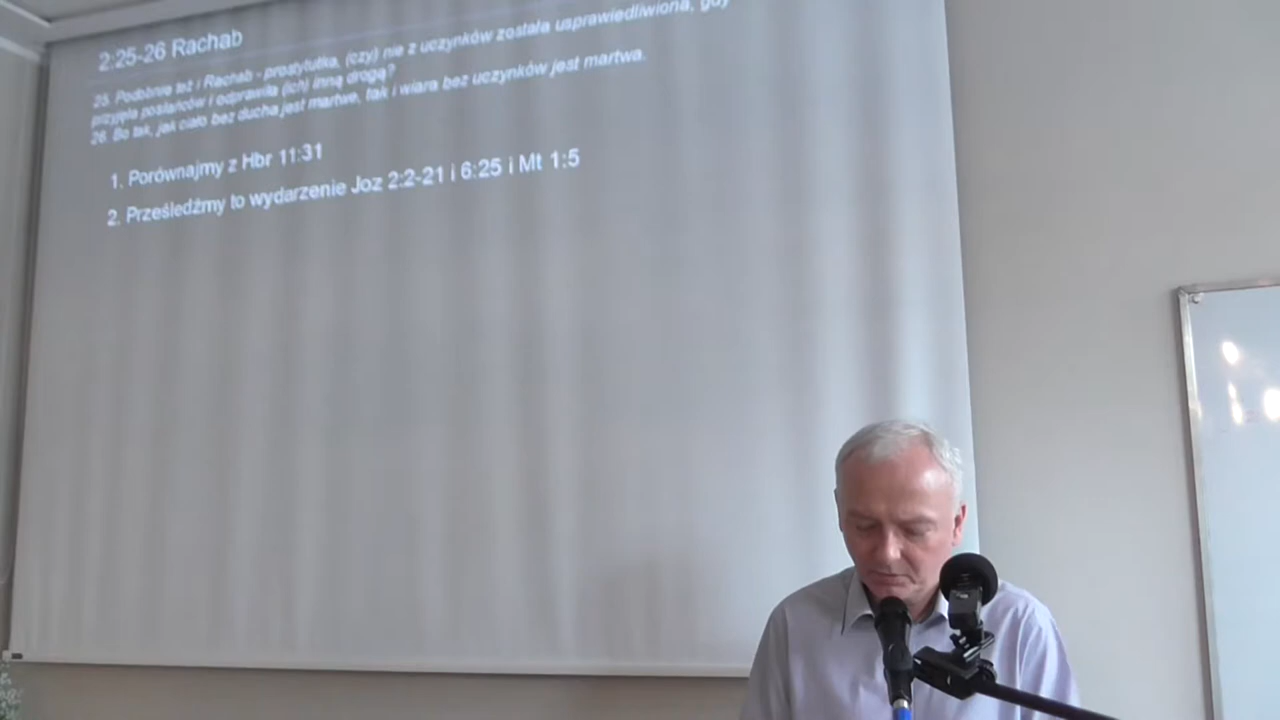 2:25-26 Rachab
25. Podobnie też i Rachab - prostytutka, (czy) nie z uczynków została usprawiedliwiona, gdy
przyjęła posłańców i odprawiła (ich) inną drogą?
26. Bo tak, jak ciało bez ducha jest martwe, tak i wiara bez uczynków jest martwa.
1. Porównajmy z Hbr 11:31
2. Prześledźmy to wydarzenie Joz 2:2-21 i 6:25 i Mt 1:5